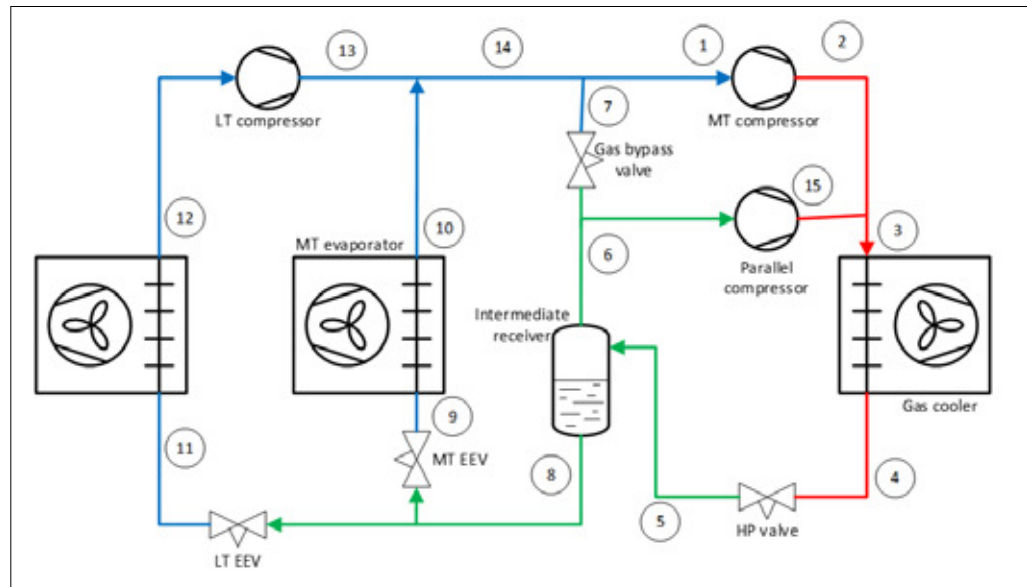 13
14
1
2
LT compressor
7
MT compressor
Gas bypass
valve
15
12
MT evaporator
10
6
Parallel
compressor
3
Intermediate
receiver
Gas cooler
9
11
MT EEV
8
5
4
HP valve
LT EEV